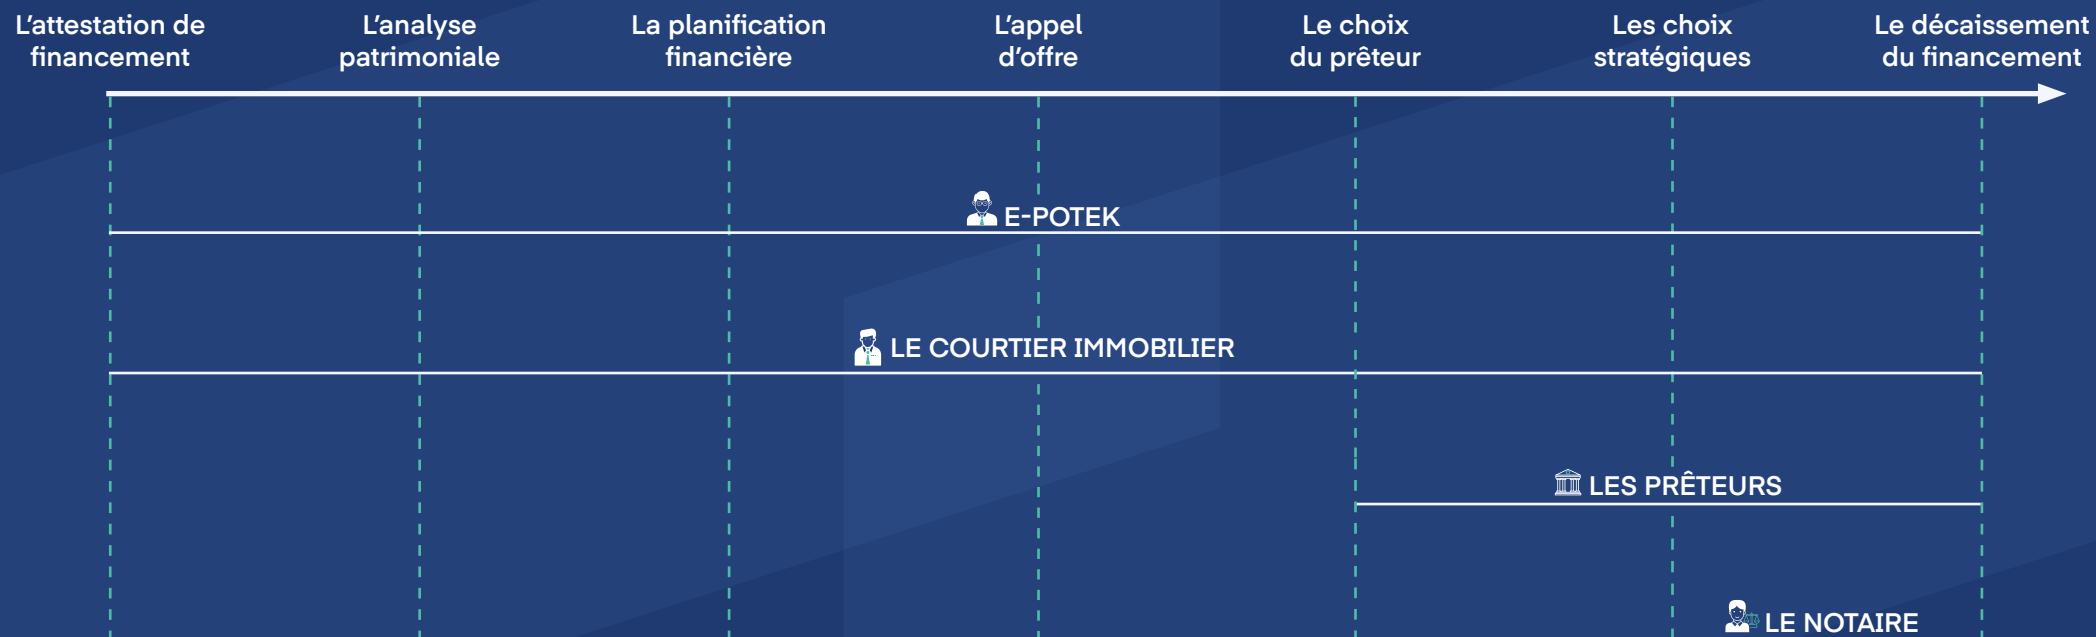 L'attestation de
financement
L'analyse
patrimoniale
La planification
financière
L'appel
d'offre
Le choix
du prêteur
Les choix
stratégiques
Le décaissement
du financement
E-POTEK
LE COURTIER IMMOBILIER
LES PRÊTEURS
LE NOTAIRE